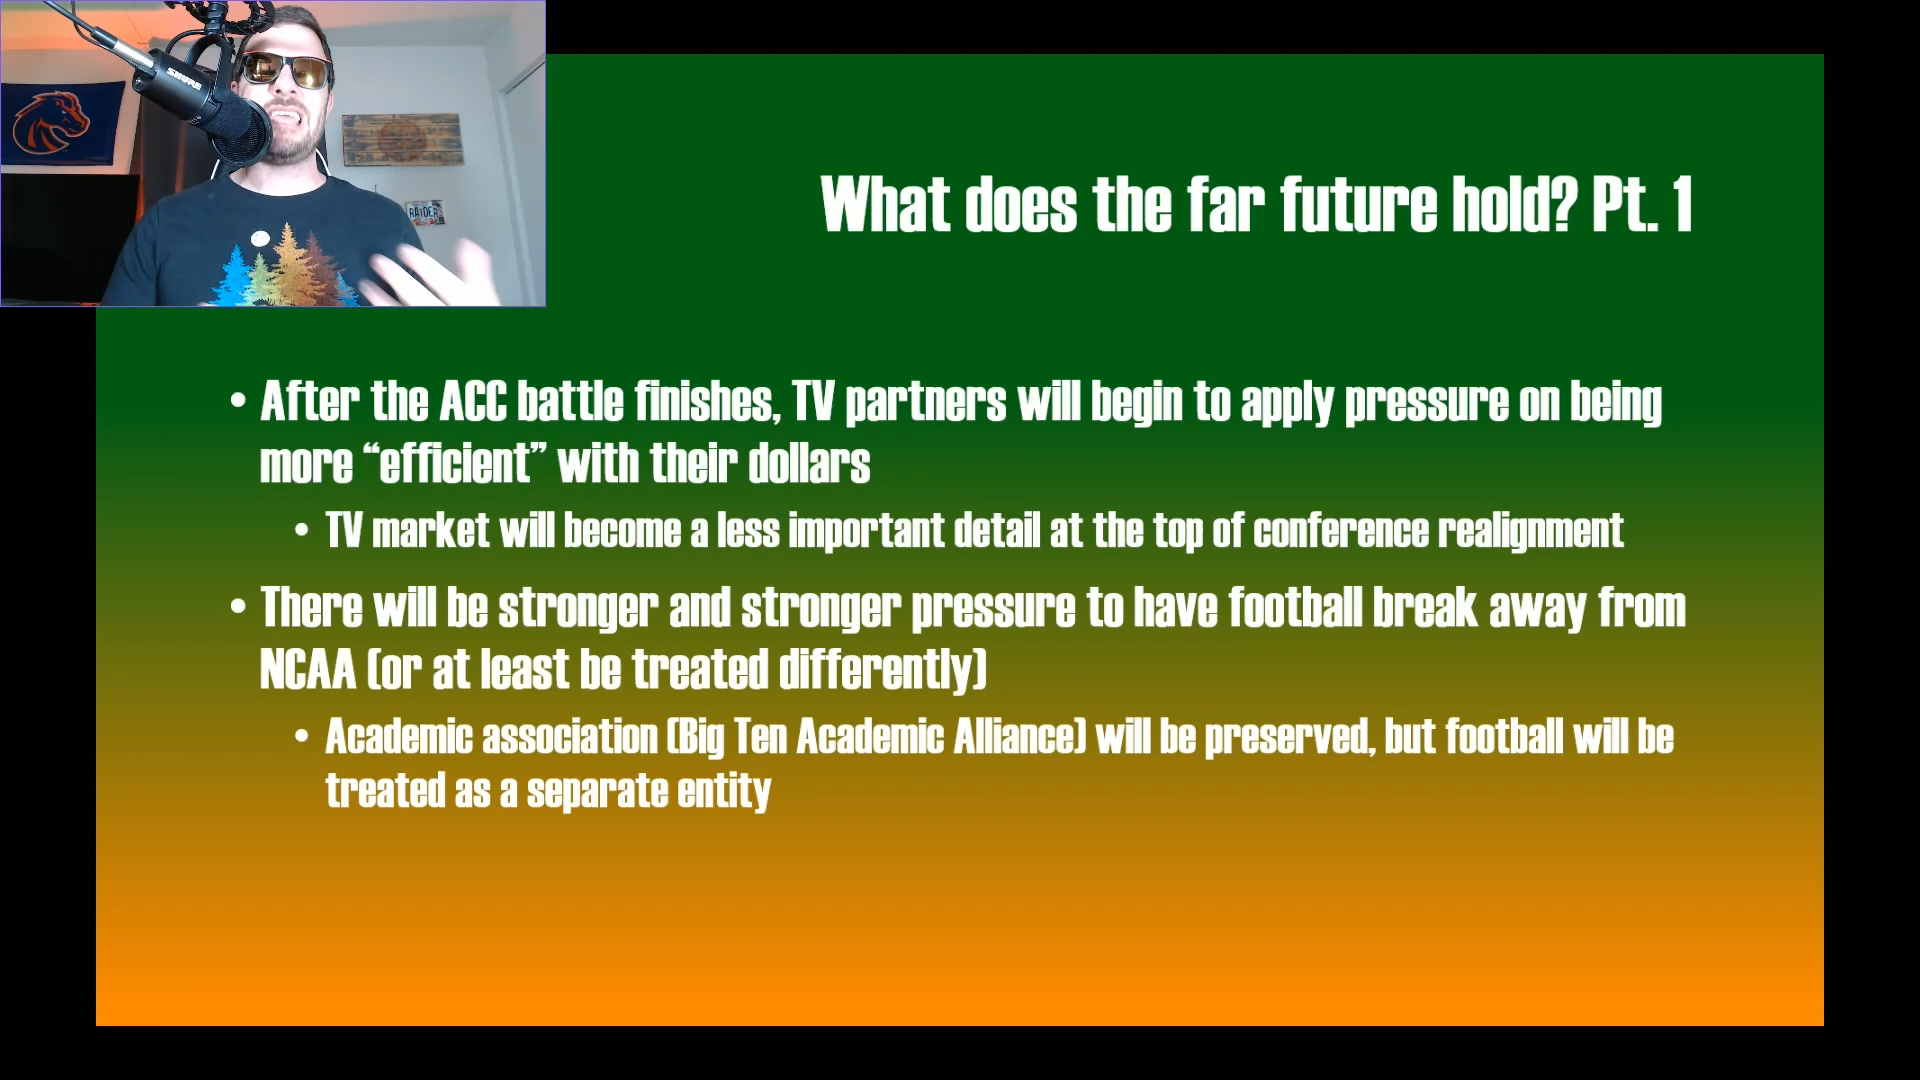 SHURE
RAIDER
What does the far future hold? Pt. 1
• After the ACC battle finishes, TV partners will begin to apply pressure on being
more “efficient” with their dollars
• TV market will become a less important detail at the top of conference realignment
• There will be stronger and stronger pressure to have football break away from
NCAA (or at least be treated differently)
• Academic association (Big Ten Academic Alliance) will be preserved, but football will be
treated as a separate entity